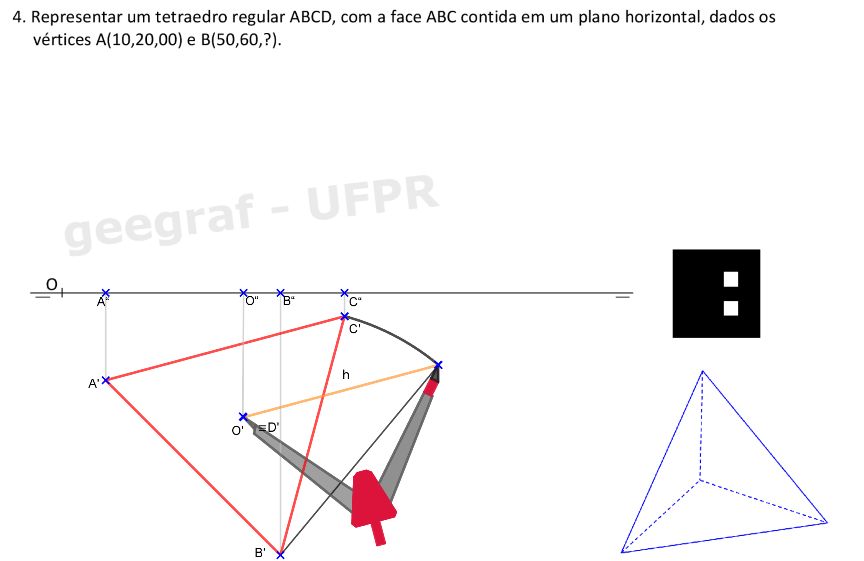 4. Representar um tetraedro regular ABCD, com a face ABC contida em um plano horizontal, dados os
vértices A(10,20,00) e B(50,60,?).
geegraf - UFPR
O
A" O" B" C"
C'
h
A'
O' ≡D'
B'